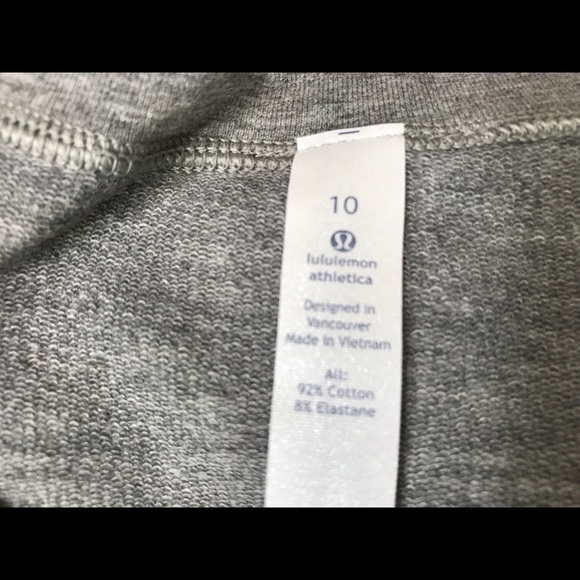 10
lululemon
athletica
Designed in
Vancouver
Made in Vietnam
All:
92% Cotton
8% Elastane